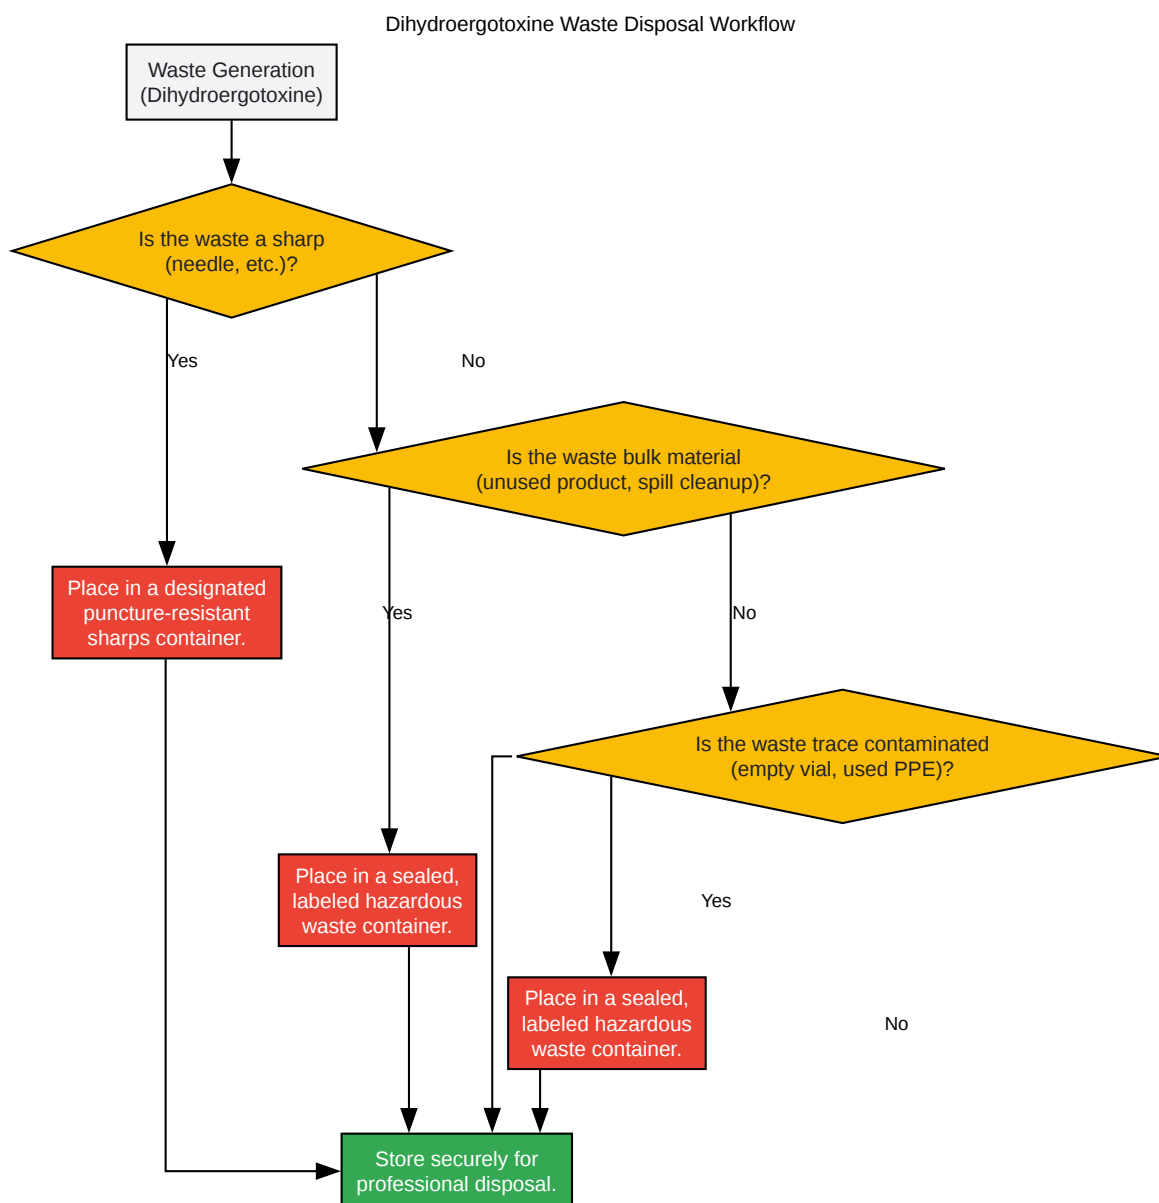 Dihydroergotoxine Waste Disposal Workflow
Waste Generation
(Dihydroergotoxine)
Is the waste a sharp
(needle, etc.)?
Yes
No
Is the waste bulk material
(unused product, spill cleanup)?
Place in a designated
puncture-resistant
sharps container.
Yes
No
Is the waste trace contaminated
(empty vial, used PPE)?
Place in a sealed,
labeled hazardous
waste container.
Yes
Place in a sealed,
labeled hazardous
waste container.
No
Store securely for
professional disposal.